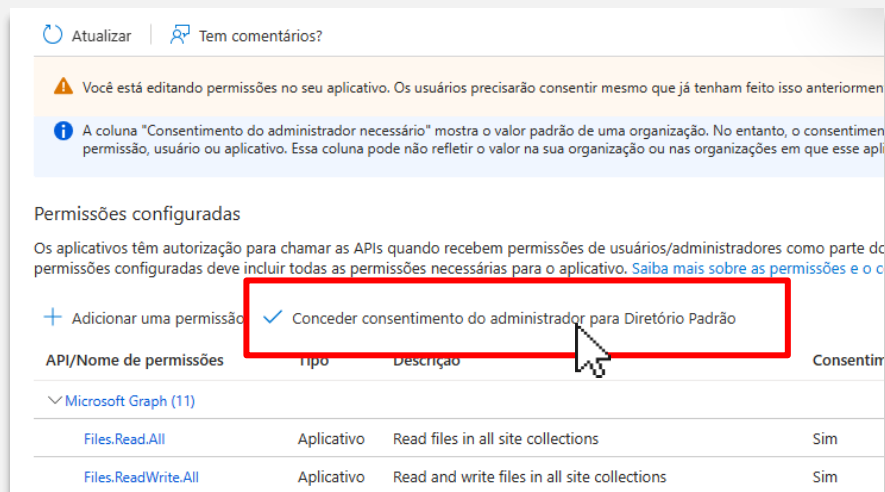 Atualizar Tem comentários?
Você está editando permissões no seu aplicativo. Os usuários precisarão consentir mesmo que já tenham feito isso anteriormen
A coluna "Consentimento do administrador necessário" mostra o valor padrão de uma organização. No entanto, o consentimen
permissão, usuário ou aplicativo. Essa coluna pode não refletir o valor na sua organização ou nas organizações em que esse apli
Permissões configuradas
Os aplicativos têm autorização para chamar as APIs quando recebem permissões de usuários/administradores como parte do
permissões configuradas deve incluir todas as permissões necessárias para o aplicativo. Saiba mais sobre as permissões e o c
Adicionar uma permissão Conceder consentimento do administrador para Diretório Padrão
API/Nome de permissões Tipo Descrição Consentim
Microsoft Graph (11)
Files.Read.All Aplicativo Read files in all site collections Sim
Files.ReadWrite.All Aplicativo Read and write files in all site collections Sim